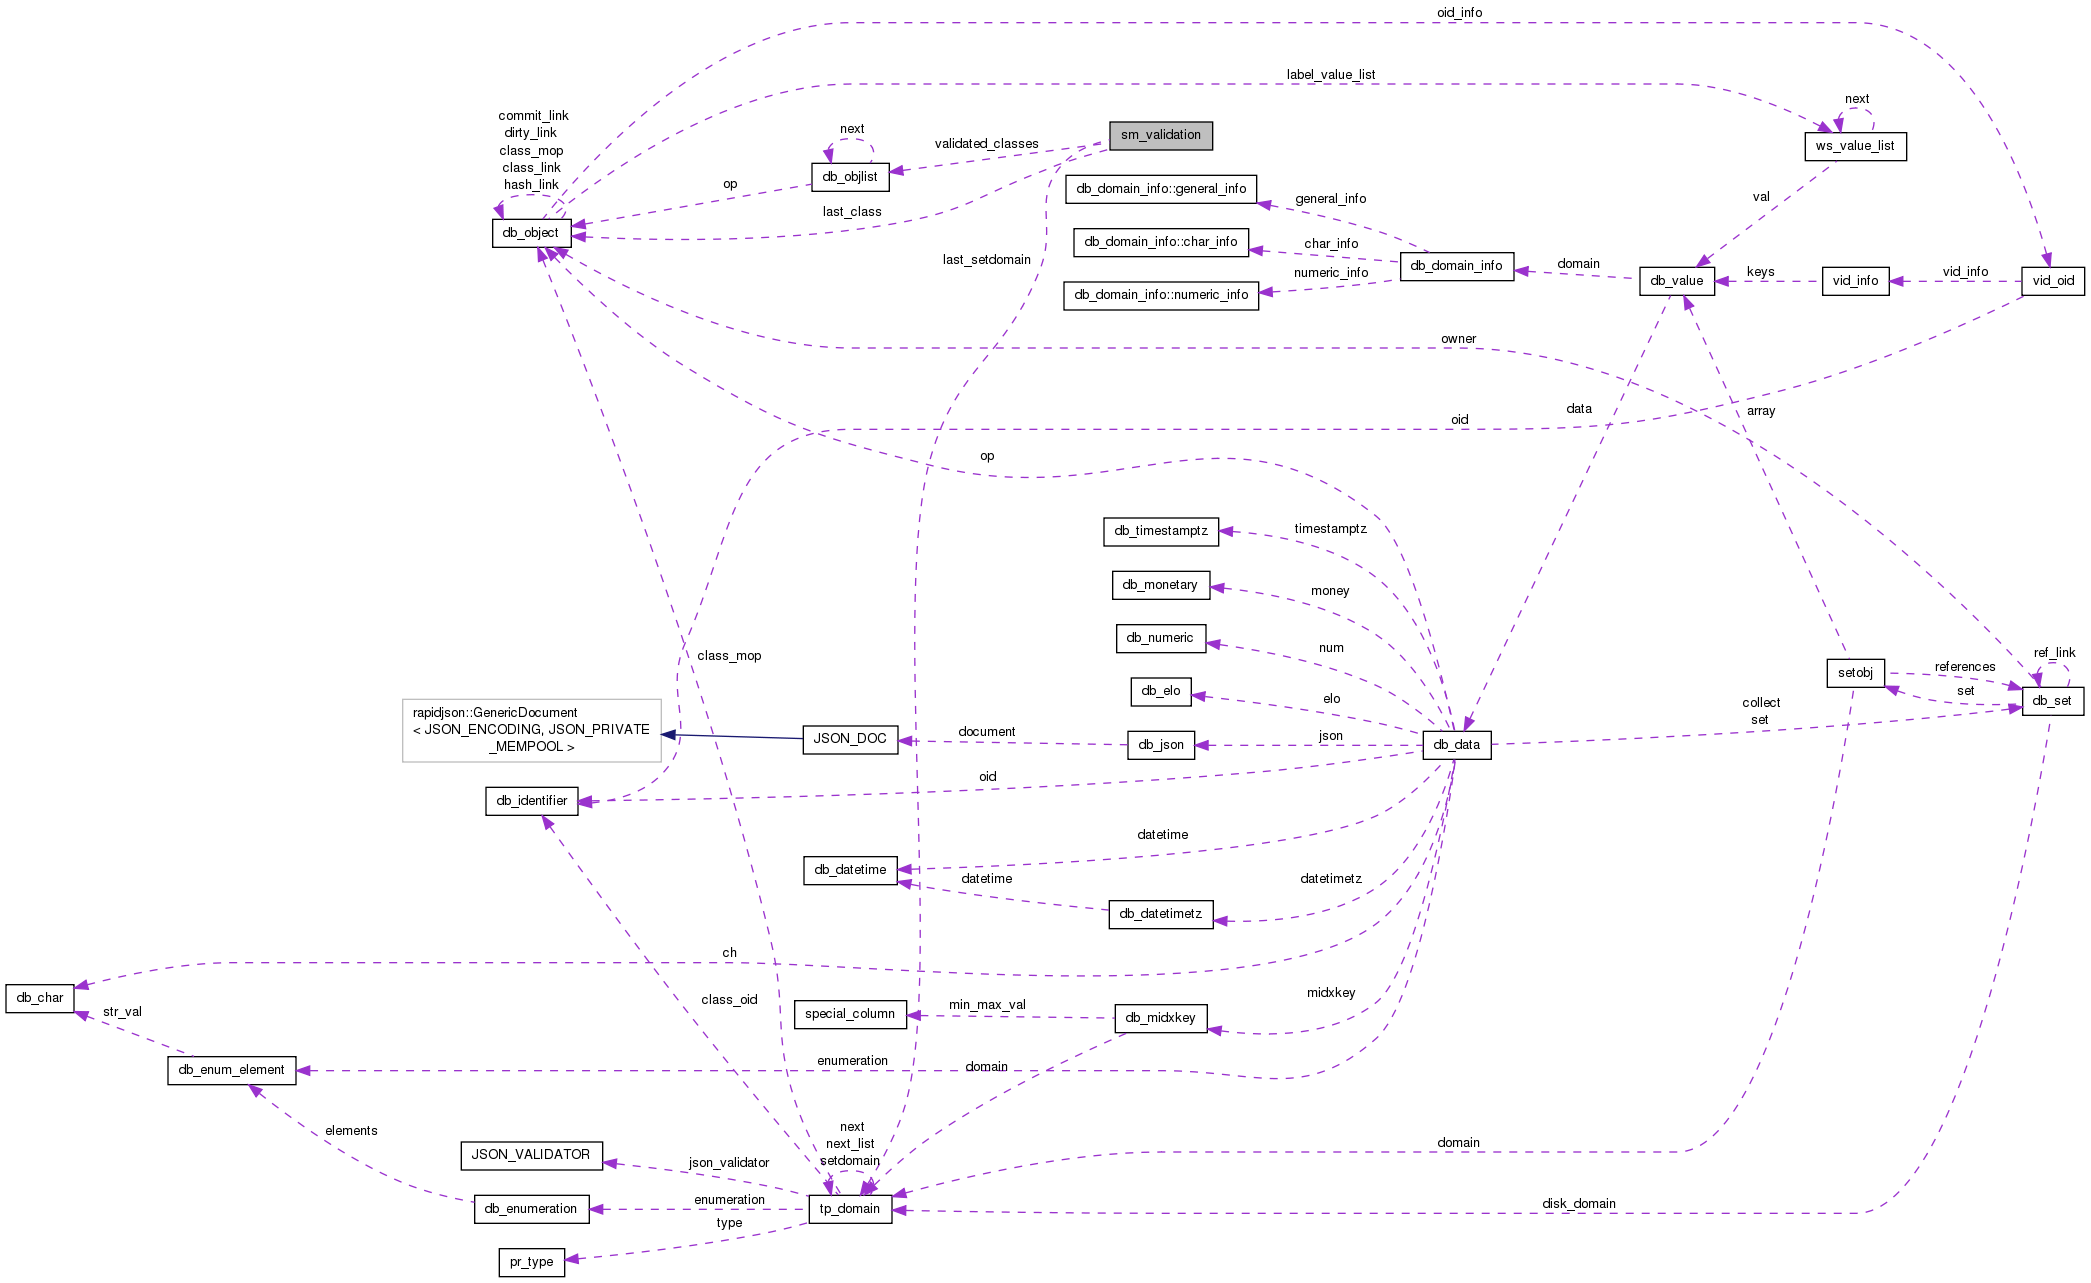 oid_info
label_value_list
next
commit_link
dirty_link
class_mop
class_link
hash_link
next
sm_validation
validated_classes
ws_value_list
db_objlist
op
db_domain_info::general_info
general_info
val
last_class
db_object
db_domain_info::char_info
char_info
last_setdomain
db_domain_info
domain
numeric_info
keys
vid_info
vid_info
db_domain_info::numeric_info
db_value
vid_oid
owner
data
array
oid
op
db_timestamptz
timestamptz
db_monetary
money
db_numeric
num
class_mop
ref_link
setobj
references
db_elo
elo
set
db_set
collect
set
rapidjson::GenericDocument
< JSON_ENCODING, JSON_PRIVATE
_MEMPOOL >
JSON_DOC
document
db_json
json
db_data
oid
db_identifier
datetime
db_datetime
datetime
datetimetz
db_datetimetz
ch
db_char
class_oid
midxkey
str_val
special_column
min_max_val
db_midxkey
db_enum_element
enumeration
domain
elements
next
next_list
setdomain
JSON_VALIDATOR
json_validator
domain
db_enumeration
enumeration
tp_domain
disk_domain
type
pr_type